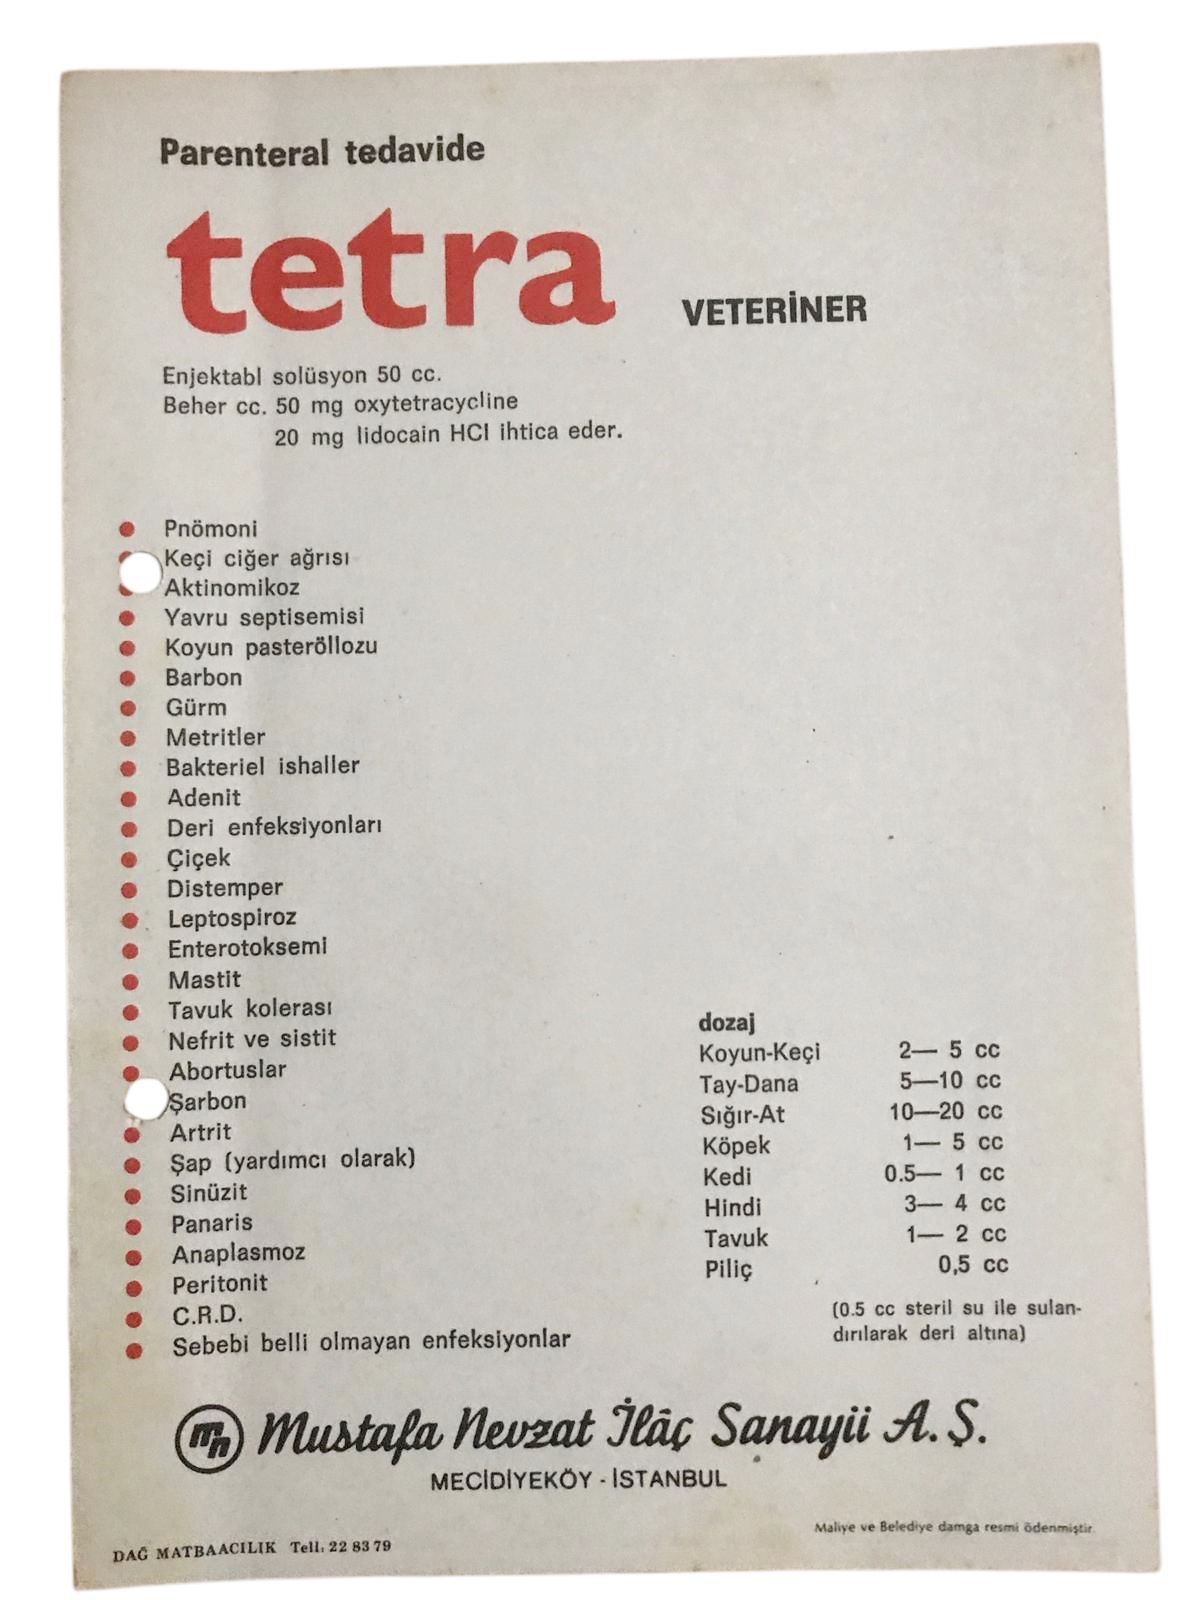 Parenteral tedavide
tetra VETERİNER
Enjektabl solüsyon 50 cc.
Beher cc. 50 mg oxytetracycline
20 mg lidocain HCl ihtica eder.
Pnömoni
Keçi ciğer ağrısı
Aktinomikoz
Yavru septisemisi
Koyun pasteröllozu
Barbon
Gürm
Metritler
Bakteriel ishaller
Adenit
Deri enfeksiyonları
Çiçek
Distemper
Leptospiroz
Enterotoksemi
Mastit
Tavuk kolerası
Nefrit ve sistit
Abortuslar
Şarbon
Artrit
Şap (yardımcı olarak)
Sinüzit
Panaris
Anaplasmoz
Peritonit
C.R.D.
Sebebi belli olmayan enfeksiyonlar
dozaj
Koyun-Keçi 2— 5 cc
Tay-Dana 5—10 cc
Sığır-At 10—20 cc
Köpek 1— 5 cc
Kedi 0.5— 1 cc
Hindi 3— 4 cc
Tavuk 1— 2 cc
Piliç 0,5 cc
(0.5 cc steril su ile sulan-
dırılarak deri altına)
mn Mustafa Nevzat İlâç Sanayii A.Ş.
MECİDİYEKÖY - İSTANBUL
Maliye ve Belediye damga resmi ödenmiştir.
DAĞ MATBAACILIK Tell: 22 83 79